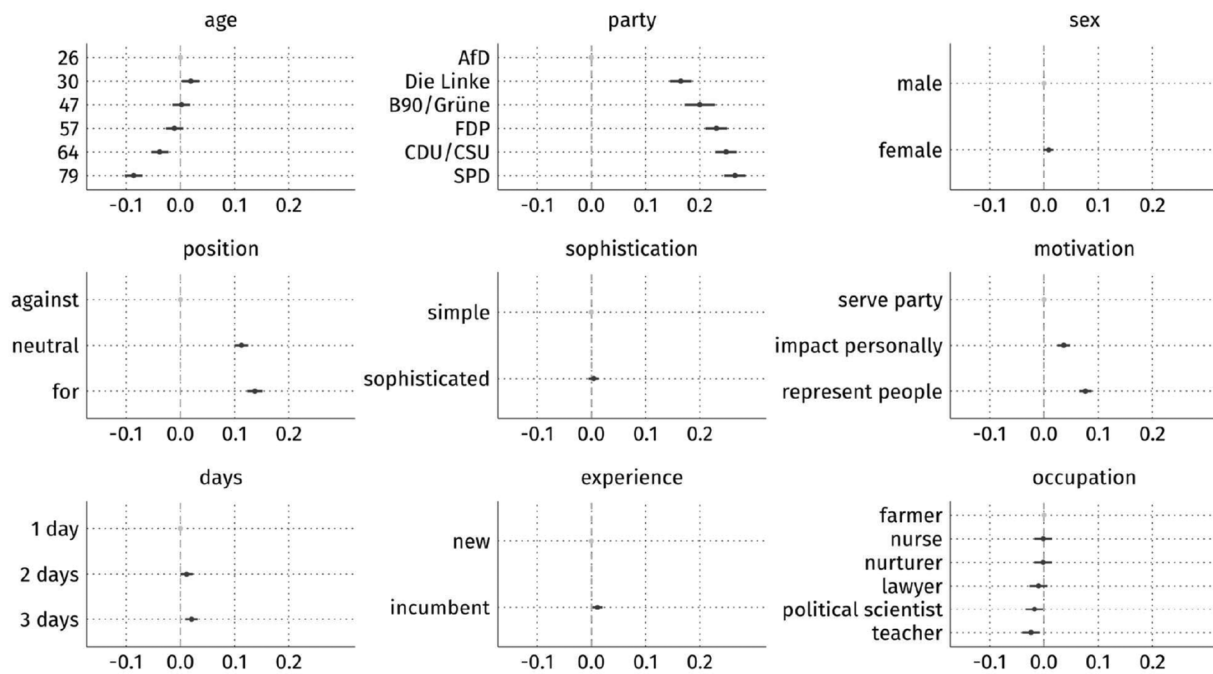 age
26
30
47
57
64
79
-0.1 0.0 0.1 0.2
party
AfD
Die Linke
B90/Grüne
FDP
CDU/CSU
SPD
-0.1 0.0 0.1 0.2
sex
male
female
-0.1 0.0 0.1 0.2
position
against
neutral
for
-0.1 0.0 0.1 0.2
sophistication
simple
sophisticated
-0.1 0.0 0.1 0.2
motivation
serve party
impact personally
represent people
-0.1 0.0 0.1 0.2
days
1 day
2 days
3 days
-0.1 0.0 0.1 0.2
experience
new
incumbent
-0.1 0.0 0.1 0.2
occupation
farmer
nurse
nurturer
lawyer
political scientist
teacher
-0.1 0.0 0.1 0.2